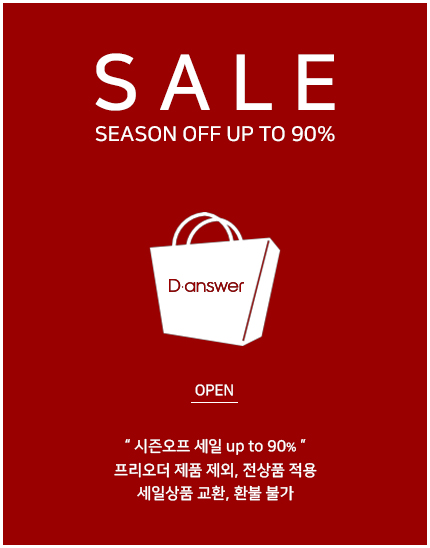 SALE
SEASON OFF UP TO 90%
D·answer
OPEN
“ 시즌오프 세일 up to 90% ”
프리오더 제품 제외, 전상품 적용
세일상품 교환, 환불 불가